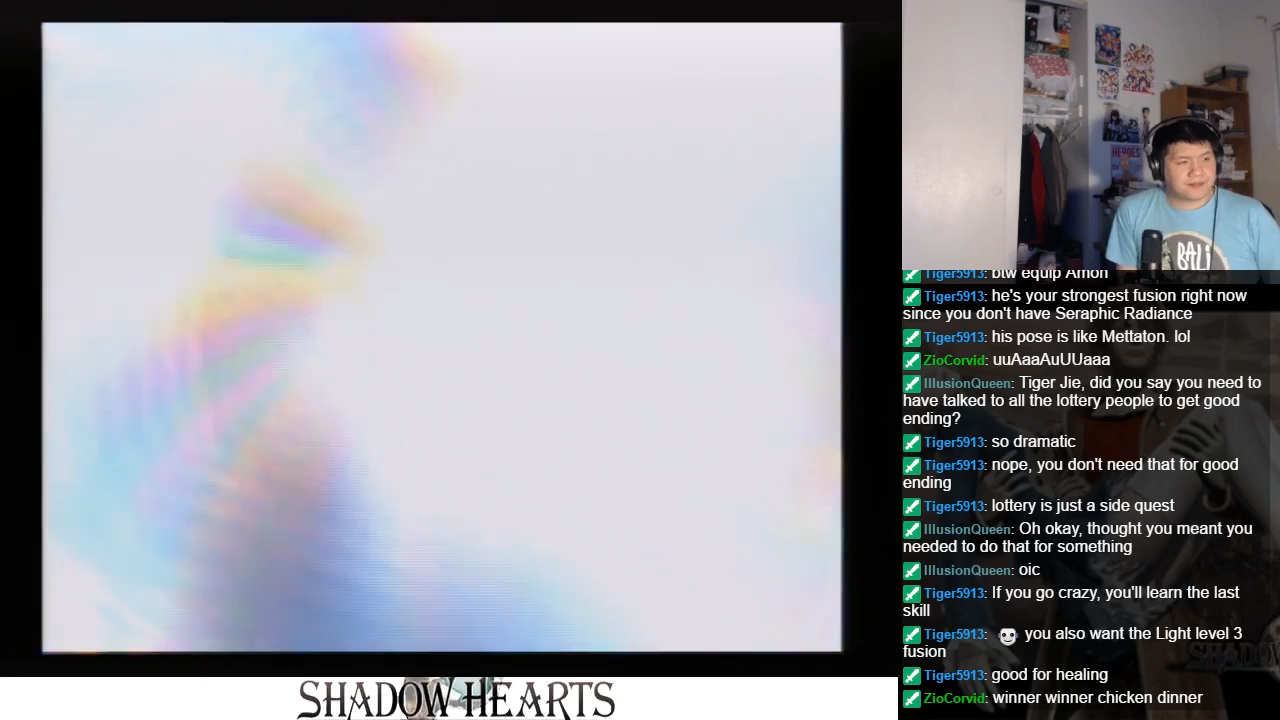 HEROES
BALI
Tiger5913: btw equip Amon
Tiger5913: he's your strongest fusion right now
since you don't have Seraphic Radiance
Tiger5913: his pose is like Mettaton. lol
ZioCorvid: uuAaaAuUUaaa
IllusionQueen: Tiger Jie, did you say you need to
have talked to all the lottery people to get good
ending?
Tiger5913: so dramatic
Tiger5913: nope, you don't need that for good
ending
Tiger5913: lottery is just a side quest
IllusionQueen: Oh okay, thought you meant you
needed to do that for something
IllusionQueen: oic
Tiger5913: If you go crazy, you'll learn the last
skill
Tiger5913: you also want the Light level 3
fusion
Tiger5913: good for healing
ZioCorvid: winner winner chicken dinner
SHADOW HEARTS